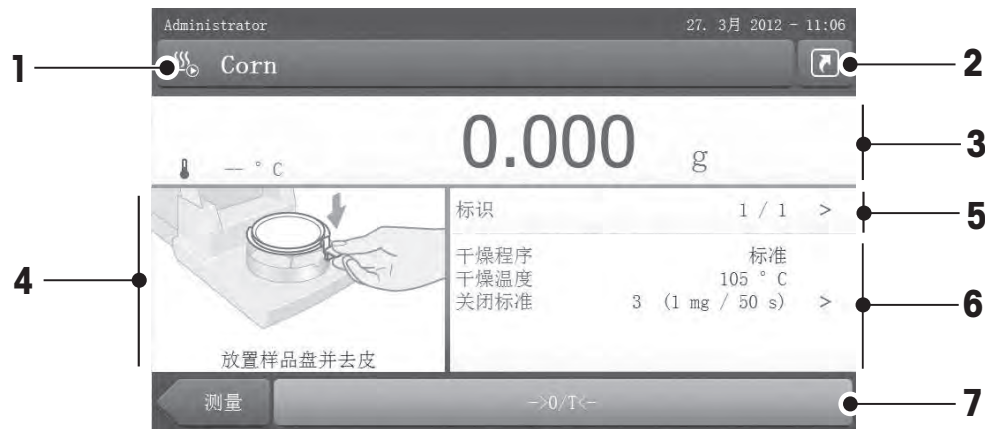 Administrator 27. 3月 2012 - 11:06
1 Corn 2
0.000 g 3
-- °C
4
标识 1 / 1 > 5
干燥程序 标准
干燥温度 105 °C
关闭标准 3 (1 mg / 50 s) > 6
放置样品盘并去皮
测量 ->0/T<- 7